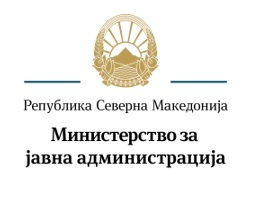 Република Северна Македонија
Министерство за
јавна администрација